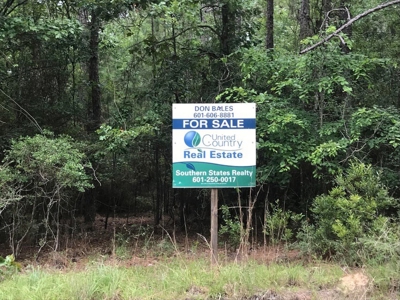 DON BALES
601-606-8881
FOR SALE
United
Country
Real Estate
Southern States Realty
601-250-0017